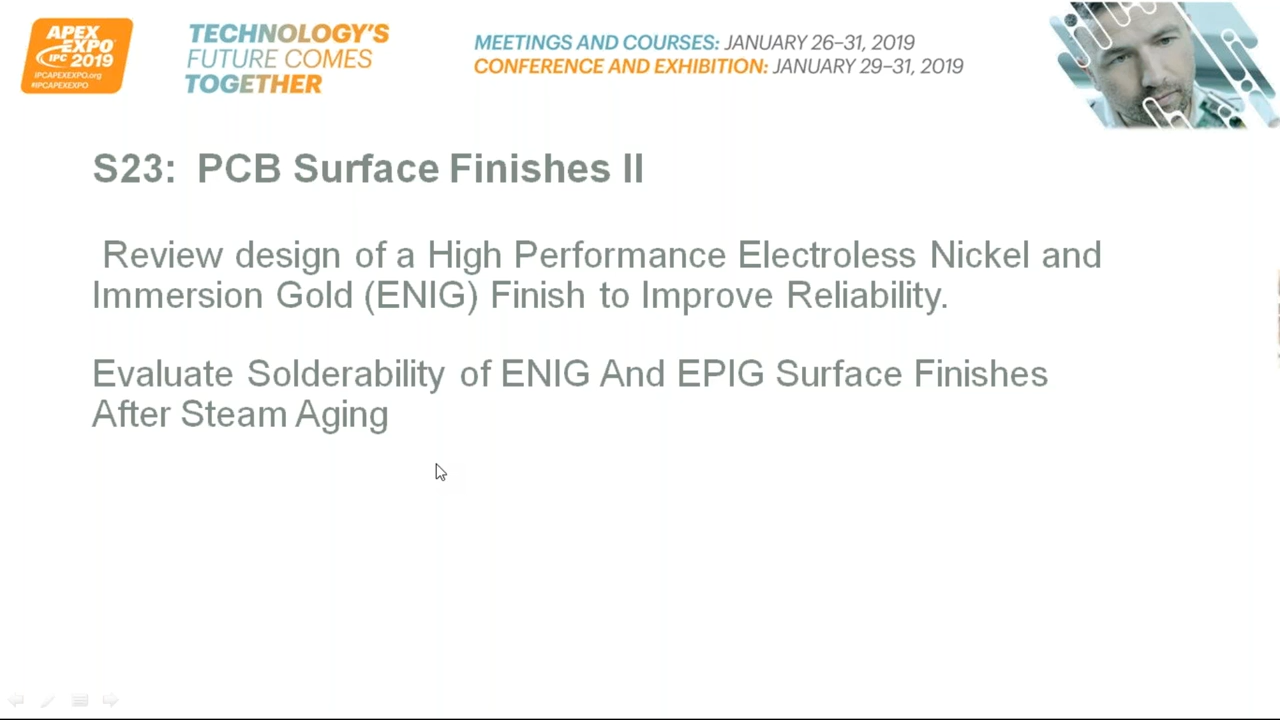 APEX
EXPO
IPC 2019
IPCAPEXEXPO.org
#IPCAPEXEXPO
TECHNOLOGY'S
FUTURE COMES
TOGETHER
MEETINGS AND COURSES: JANUARY 26–31, 2019
CONFERENCE AND EXHIBITION: JANUARY 29–31, 2019
S23: PCB Surface Finishes II
Review design of a High Performance Electroless Nickel and
Immersion Gold (ENIG) Finish to Improve Reliability.
Evaluate Solderability of ENIG And EPIG Surface Finishes
After Steam Aging